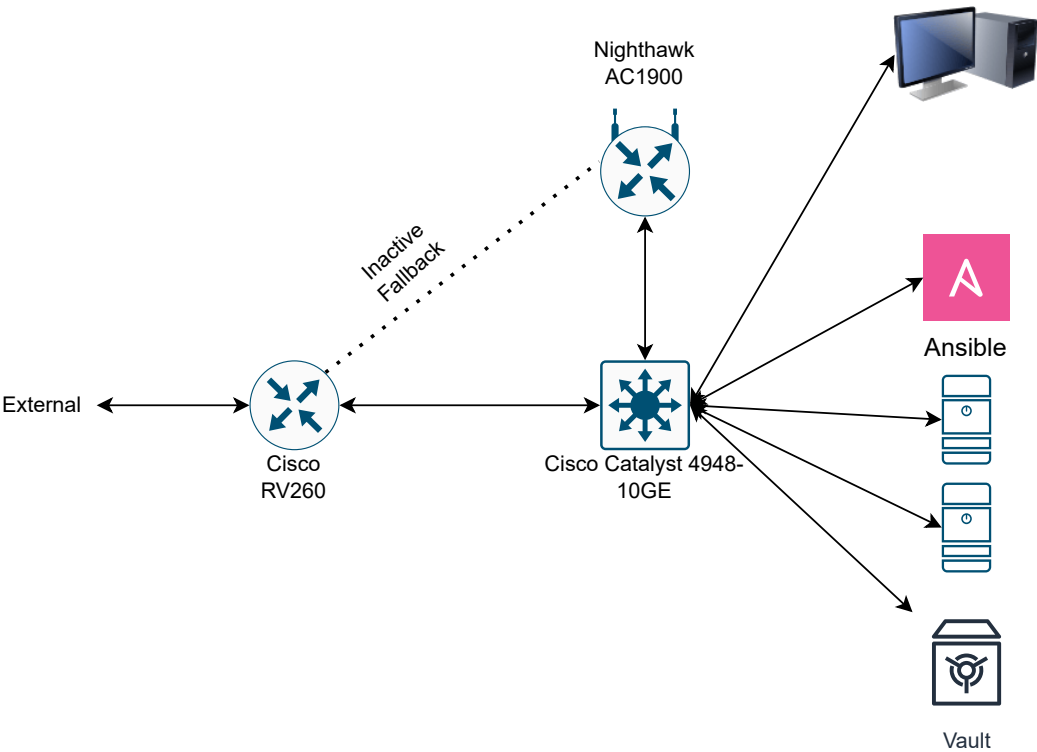 Nighthawk
AC1900
Inactive
Fallback
Ansible
External
Cisco
RV260
Cisco Catalyst 4948-
10GE
Vault